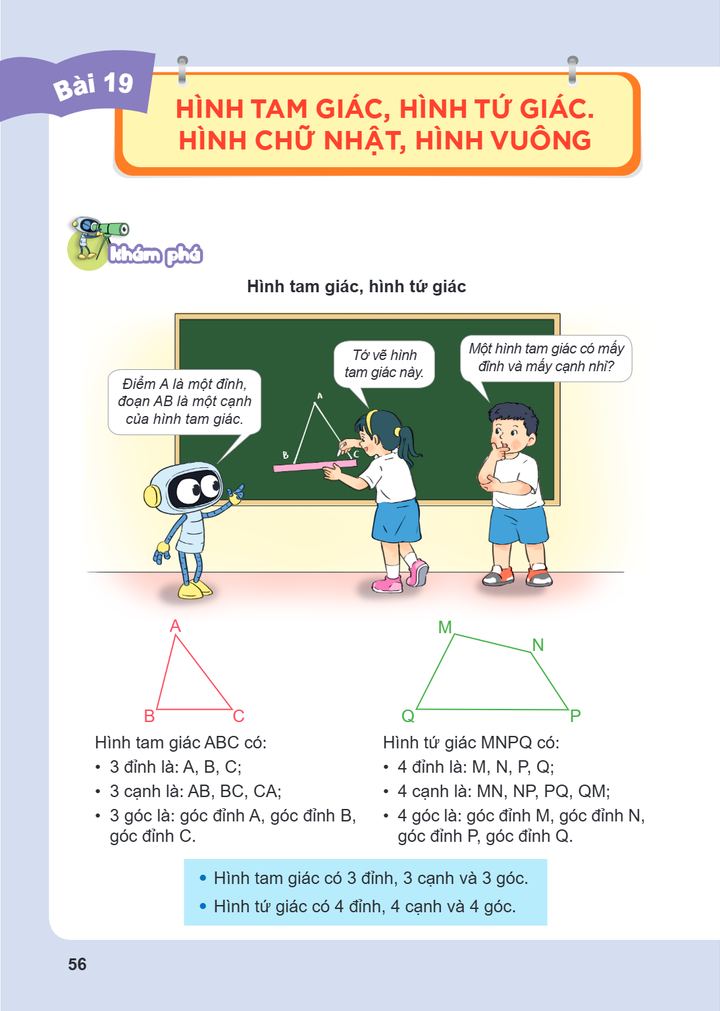 Bài 19
HÌNH TAM GIÁC, HÌNH TỨ GIÁC.
HÌNH CHỮ NHẬT, HÌNH VUÔNG
khám phá
Hình tam giác, hình tứ giác
Điểm A là một đỉnh,
đoạn AB là một cạnh
của hình tam giác.
Tớ vẽ hình
tam giác này.
Một hình tam giác có mấy
đỉnh và mấy cạnh nhỉ?
A
B
C
A
B
C
M
N
Q
P
Hình tam giác ABC có:
• 3 đỉnh là: A, B, C;
• 3 cạnh là: AB, BC, CA;
• 3 góc là: góc đỉnh A, góc đỉnh B,
góc đỉnh C.
Hình tứ giác MNPQ có:
• 4 đỉnh là: M, N, P, Q;
• 4 cạnh là: MN, NP, PQ, QM;
• 4 góc là: góc đỉnh M, góc đỉnh N,
góc đỉnh P, góc đỉnh Q.
• Hình tam giác có 3 đỉnh, 3 cạnh và 3 góc.
• Hình tứ giác có 4 đỉnh, 4 cạnh và 4 góc.
56